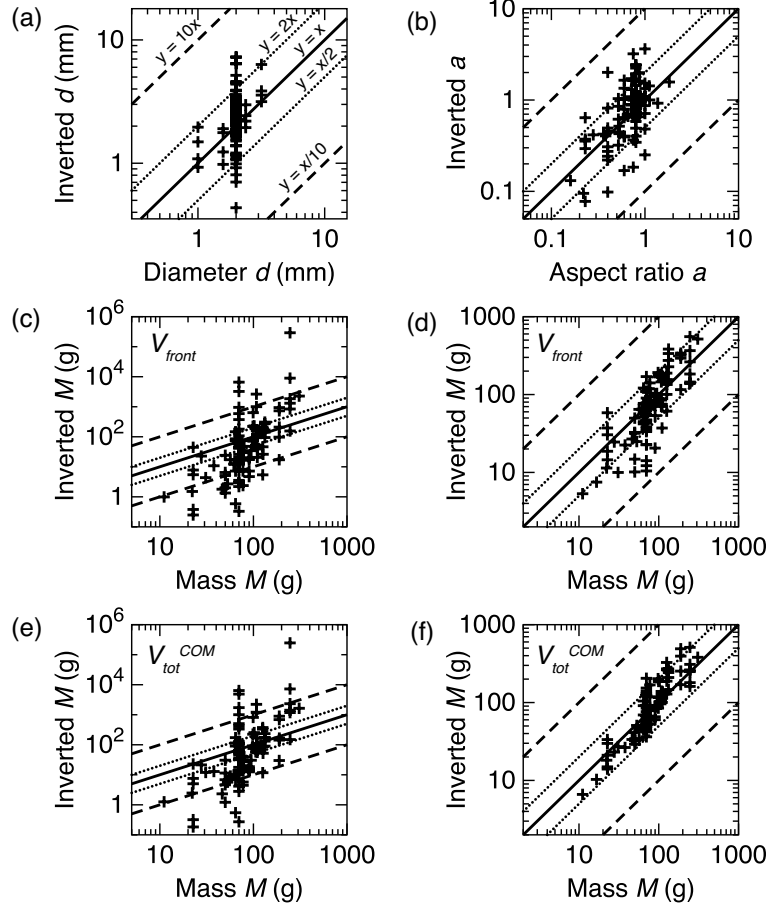 (a)
10
1
Inverted d (mm)
y = 10x
y = 2x
y = x
y = x/2
y = x/10
1
10
Diameter d (mm)
(b)
10
1
0.1
Inverted a
0.1
1
10
Aspect ratio a
(c)
10^6
10^4
10^2
1
Inverted M (g)
V_front
10
100
1000
Mass M (g)
(d)
1000
100
10
Inverted M (g)
V_front
10
100
1000
Mass M (g)
(e)
10^6
10^4
10^2
1
Inverted M (g)
V_tot^COM
10
100
1000
Mass M (g)
(f)
1000
100
10
Inverted M (g)
V_tot^COM
10
100
1000
Mass M (g)